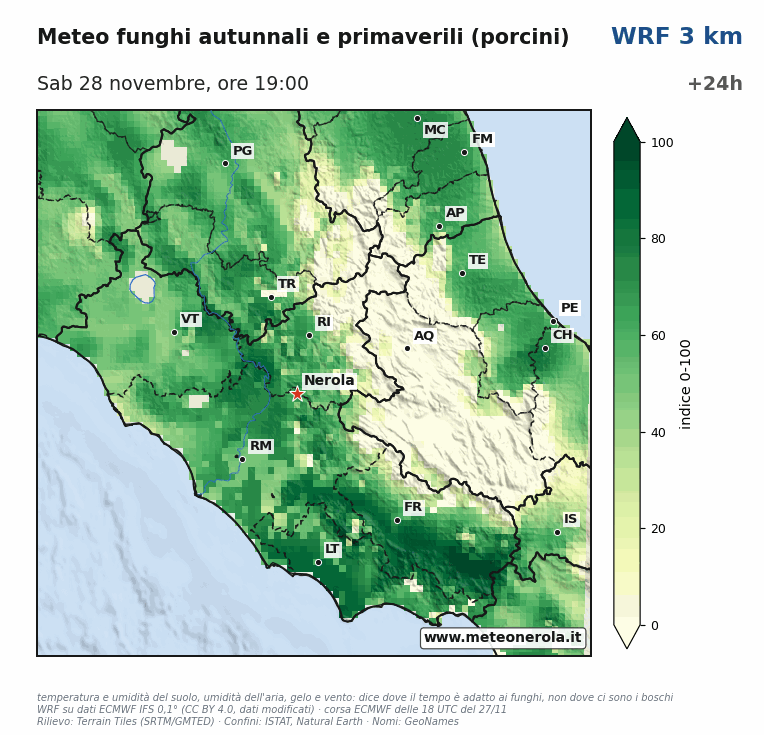 Meteo funghi autunnali e primaverili (porcini)
WRF 3 km
Sab 28 novembre, ore 19:00
+24h
MC
FM
PG
AP
TE
TR
PE
VT
RI
AQ
CH
Nerola
RM
FR
IS
LT
www.meteonerola.it
100
80
60
40
20
0
indice 0-100
temperatura e umidità del suolo, umidità dell'aria, gelo e vento: dice dove il tempo è adatto ai funghi, non dove ci sono i boschi
WRF su dati ECMWF IFS 0,1° (CC BY 4.0, dati modificati) · corsa ECMWF delle 18 UTC del 27/11
Rilievo: Terrain Tiles (SRTM/GMTED) · Confini: ISTAT, Natural Earth · Nomi: GeoNames